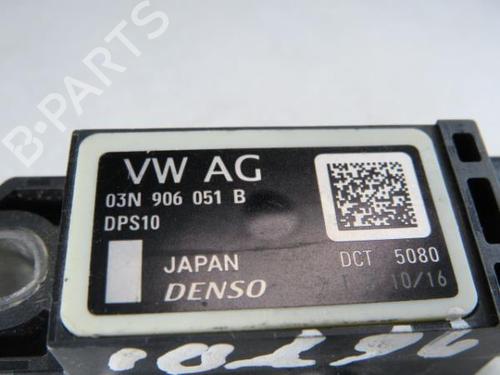 B-PARTS
VW AG
03N 906 051 B
DPS10
JAPAN
DENSO
DCT 5080
10/16